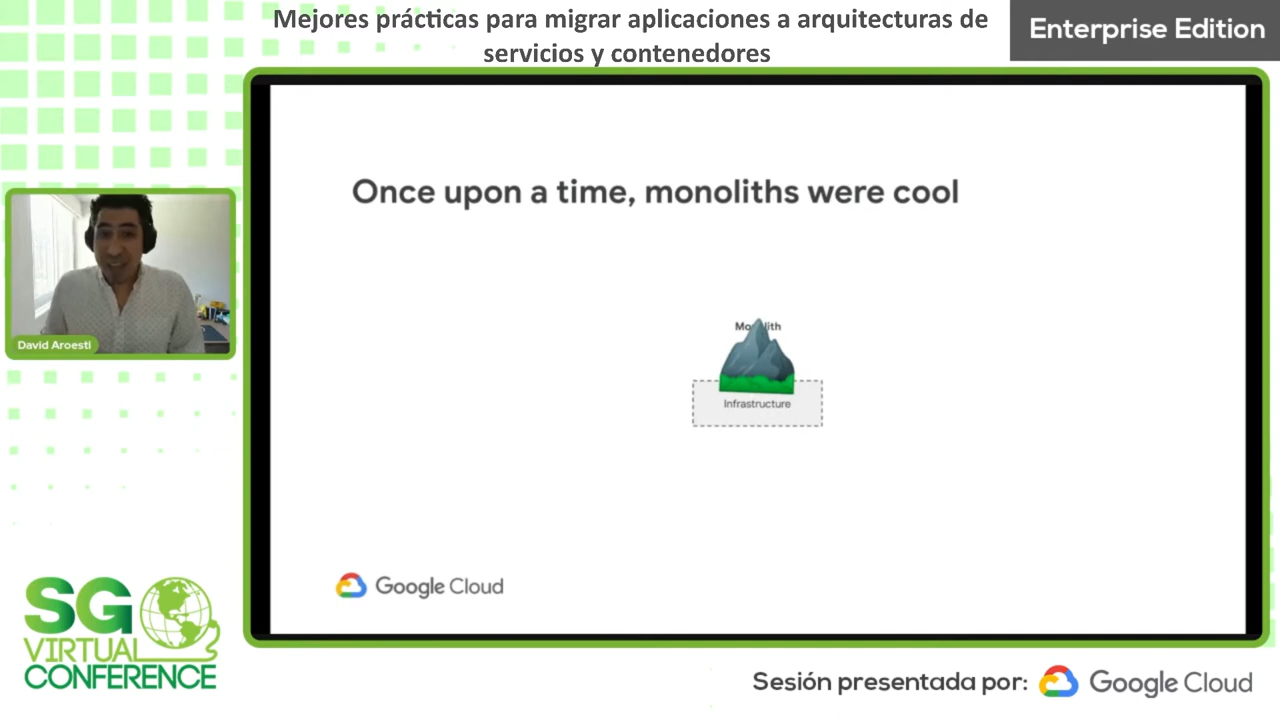 Mejores prácticas para migrar aplicaciones a arquitecturas de
servicios y contenedores
Enterprise Edition
Once upon a time, monoliths were cool
Monolith
Infrastructure
Google Cloud
David Aroesti
SG
VIRTUAL
CONFERENCE
Sesión presentada por: Google Cloud